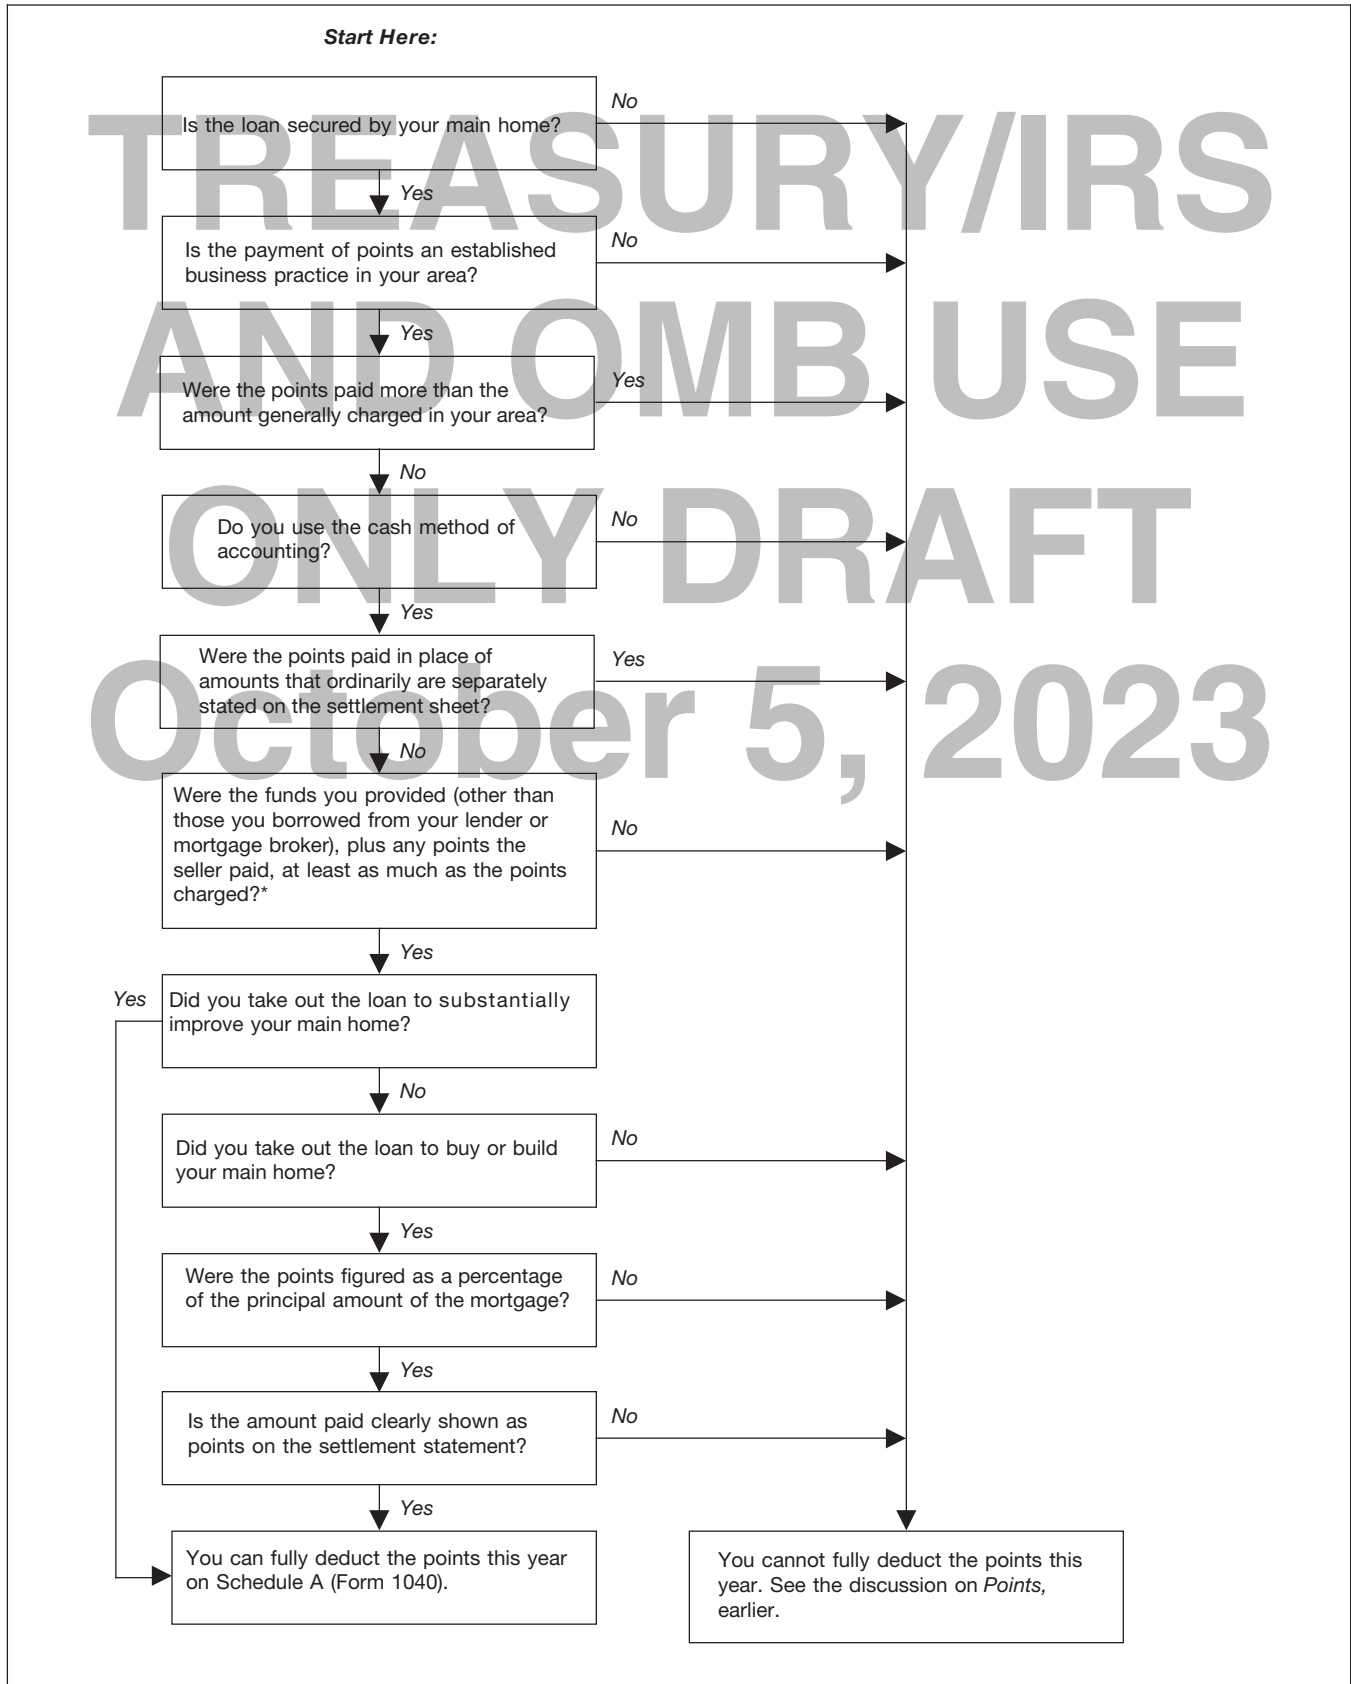 Start Here:
Is the loan secured by your main home?
No
Yes
Is the payment of points an established
business practice in your area?
No
Yes
Were the points paid more than the
amount generally charged in your area?
Yes
No
Do you use the cash method of
accounting?
No
Yes
Were the points paid in place of
amounts that ordinarily are separately
stated on the settlement sheet?
Yes
No
Were the funds you provided (other than
those you borrowed from your lender or
mortgage broker), plus any points the
seller paid, at least as much as the points
charged?*
No
Yes
Yes
Did you take out the loan to substantially
improve your main home?
No
Did you take out the loan to buy or build
your main home?
No
Yes
Were the points figured as a percentage
of the principal amount of the mortgage?
No
Yes
Is the amount paid clearly shown as
points on the settlement statement?
No
Yes
You can fully deduct the points this year
on Schedule A (Form 1040).
You cannot fully deduct the points this
year. See the discussion on Points,
earlier.
TREASURY/IRS
AND OMB USE
ONLY DRAFT
October 5, 2023